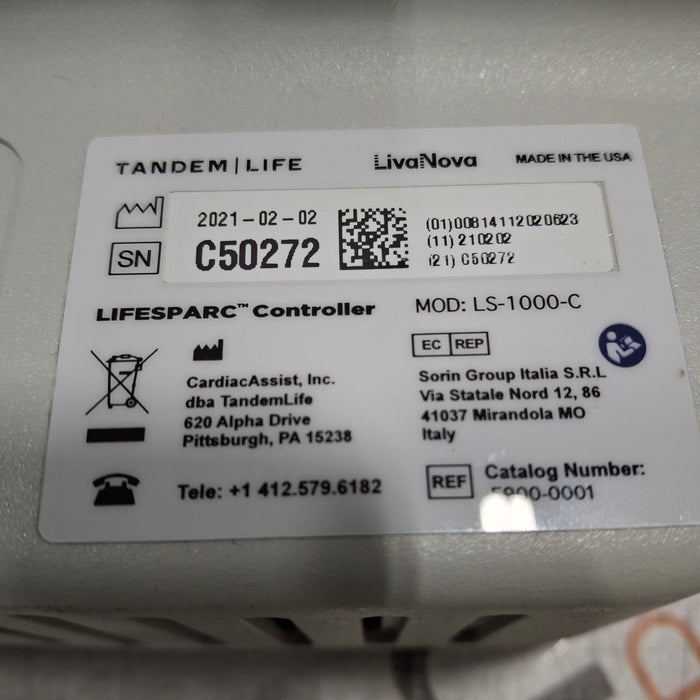 TANDEM|LIFE LivaNova MADE IN THE USA
2021-02-02
SN C50272
(01)00814112020623
(11) 210202
(21) C50272
LIFESPARC™ Controller MOD: LS-1000-C
EC REP
CardiacAssist, Inc.
dba TandemLife
620 Alpha Drive
Pittsburgh, PA 15238
Sorin Group Italia S.R.L
Via Statale Nord 12, 86
41037 Mirandola MO
Italy
Tele: +1 412.579.6182
REF Catalog Number:
5900-0001